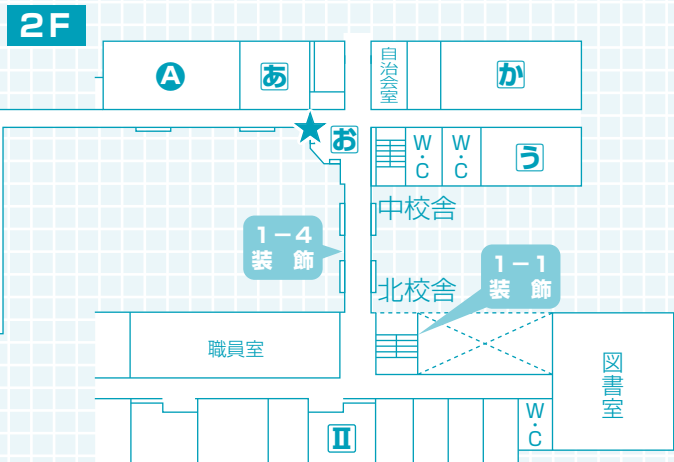 2F
A
あ
自治会室
か
お
W・C
W・C
う
中校舎
1−4
装 飾
北校舎
1−1
装 飾
職員室
図書室
W・C
II